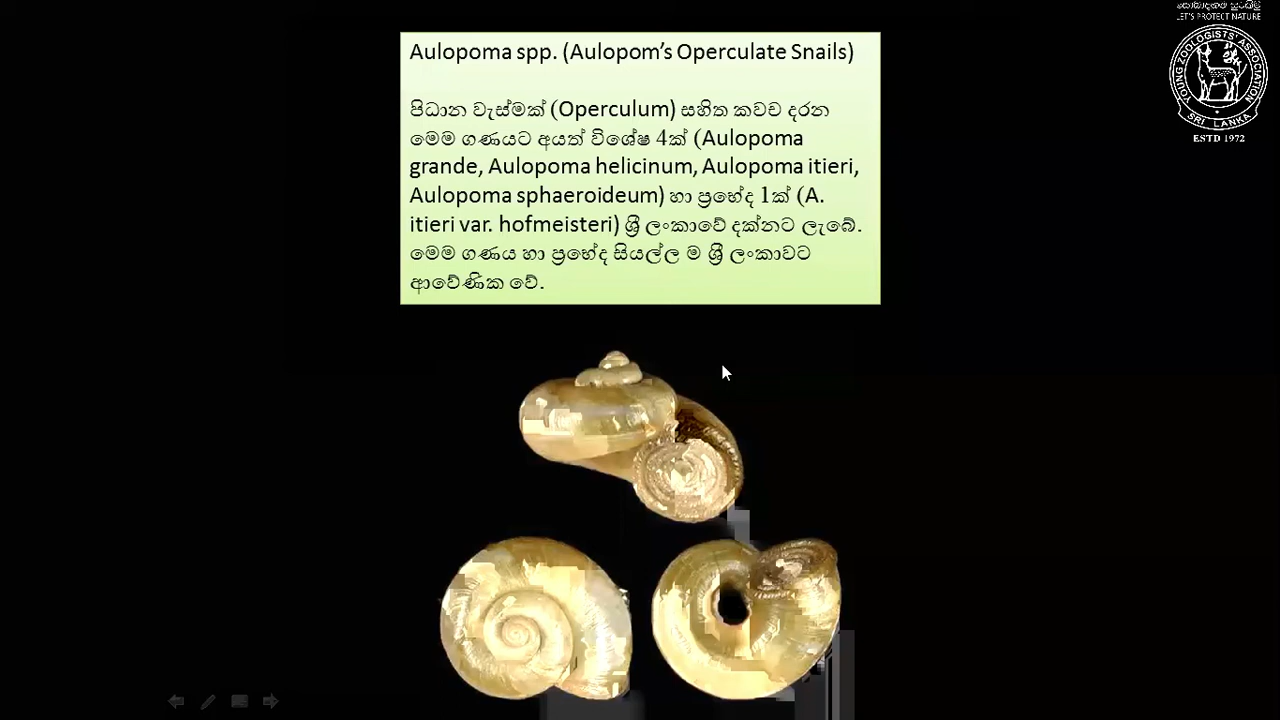 සොබාදහම සුරකිමු
LET'S PROTECT NATURE
YOUNG ZOOLOGISTS' ASSOCIATION
SRI LANKA
ESTD 1972
Aulopoma spp. (Aulopom's Operculate Snails)
පිධාන වැස්මක් (Operculum) සහිත කවච දරන
මෙම ගණයට අයත් විශේෂ 4ක් (Aulopoma
grande, Aulopoma helicinum, Aulopoma itieri,
Aulopoma sphaeroideum) හා ප්‍රභේද 1ක් (A.
itieri var. hofmeisteri) ශ්‍රී ලංකාවේ දක්නට ලැබේ.
මෙම ගණය හා ප්‍රභේද සියල්ල ම ශ්‍රී ලංකාවට
ආවේණික වේ.